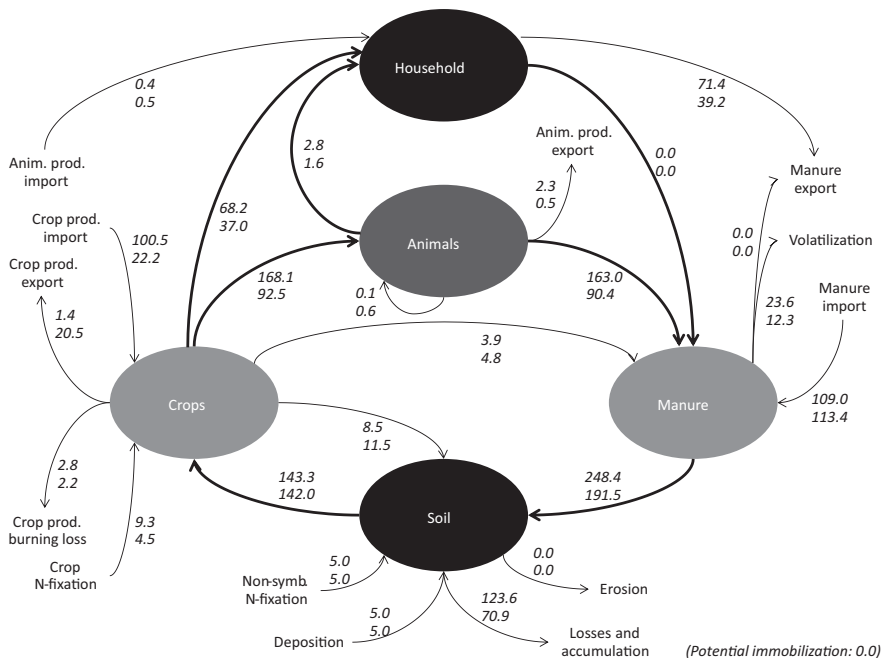 Household
0.4
0.5
71.4
39.2
Anim. prod.
import
2.8
1.6
Anim. prod.
export
0.0
0.0
Manure
export
Crop prod.
import
68.2
37.0
2.3
0.5
Animals
100.5
22.2
0.0
0.0
Volatilization
Crop prod.
export
168.1
92.5
0.1
0.6
163.0
90.4
Manure
import
1.4
20.5
23.6
12.3
3.9
4.8
Crops
Manure
109.0
113.4
8.5
11.5
2.8
2.2
143.3
142.0
248.4
191.5
Crop prod.
burning loss
9.3
4.5
Soil
Crop
N-fixation
Non-symb.
N-fixation
5.0
5.0
0.0
0.0
Erosion
Deposition
5.0
5.0
123.6
70.9
Losses and
accumulation
(Potential immobilization: 0.0)